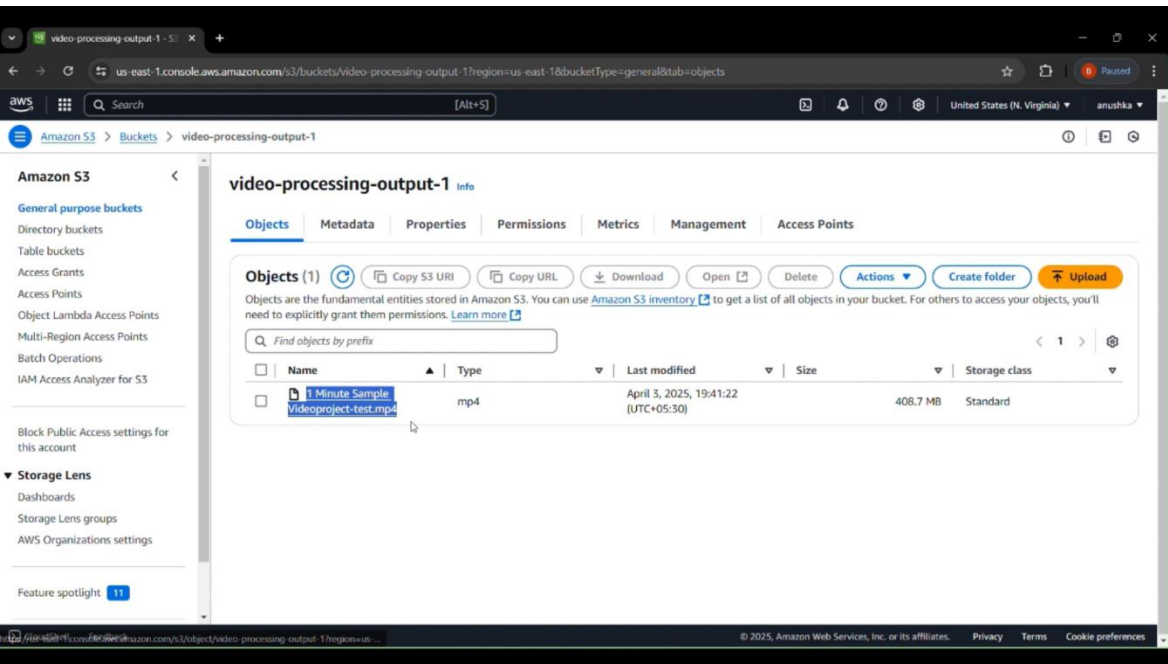 video-processing-output-1 - S3
us-east-1.console.aws.amazon.com/s3/buckets/video-processing-output-1?region=us-east-1&bucketType=general&tab=objects
B Paused
aws
Search [Alt+S]
United States (N. Virginia)
anushka
Amazon S3 > Buckets > video-processing-output-1
Amazon S3
General purpose buckets
Directory buckets
Table buckets
Access Grants
Access Points
Object Lambda Access Points
Multi-Region Access Points
Batch Operations
IAM Access Analyzer for S3
Block Public Access settings for
this account
Storage Lens
Dashboards
Storage Lens groups
AWS Organizations settings
Feature spotlight 11
video-processing-output-1 Info
Objects Metadata Properties Permissions Metrics Management Access Points
Objects (1) Copy S3 URI Copy URL Download Open Delete Actions Create folder Upload
Objects are the fundamental entities stored in Amazon S3. You can use Amazon S3 inventory to get a list of all objects in your bucket. For others to access your objects, you'll
need to explicitly grant them permissions. Learn more
Find objects by prefix
1
Name Type Last modified Size Storage class
1 Minute Sample
Videoproject-test.mp4
mp4
April 3, 2025, 19:41:22
(UTC+05:30)
408.7 MB
Standard
© 2025, Amazon Web Services, Inc. or its affiliates. Privacy Terms Cookie preferences